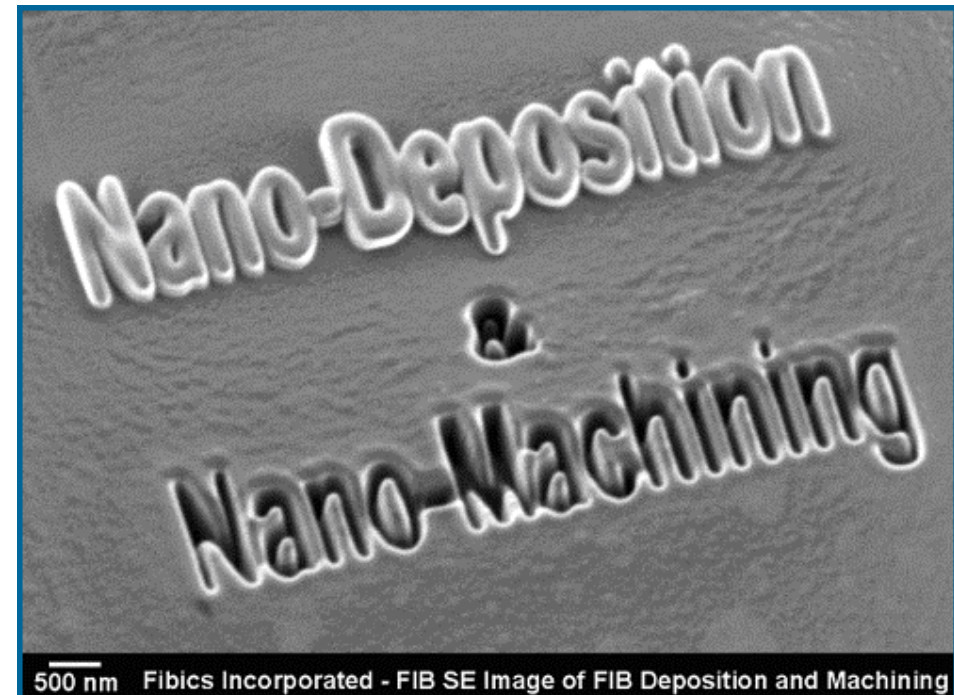 Nano-Deposition
&
Nano-Machining
500 nm Fibics Incorporated - FIB SE Image of FIB Deposition and Machining